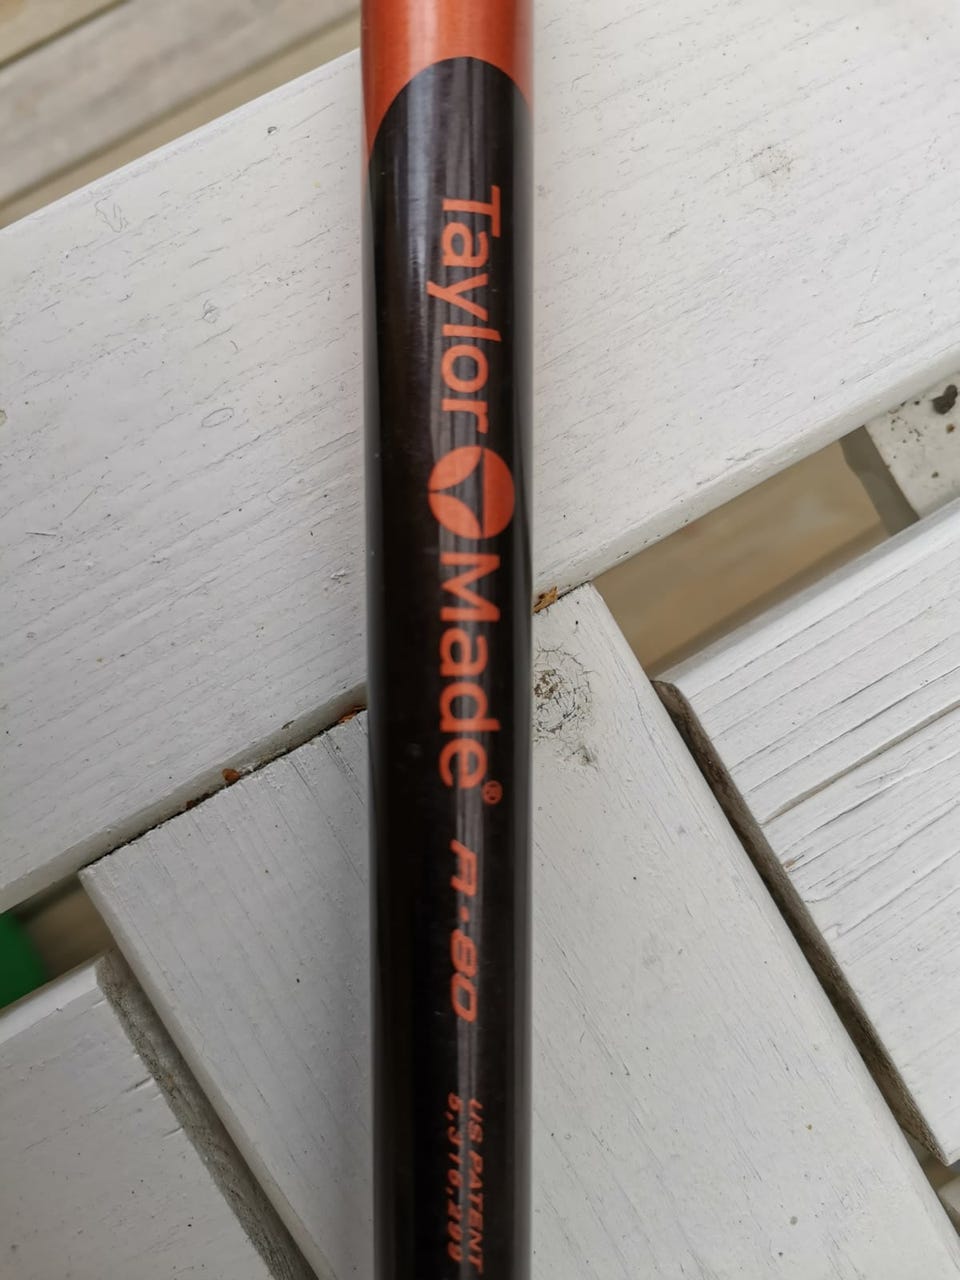 TaylorMade® R-80
US PATENT
5,316,299